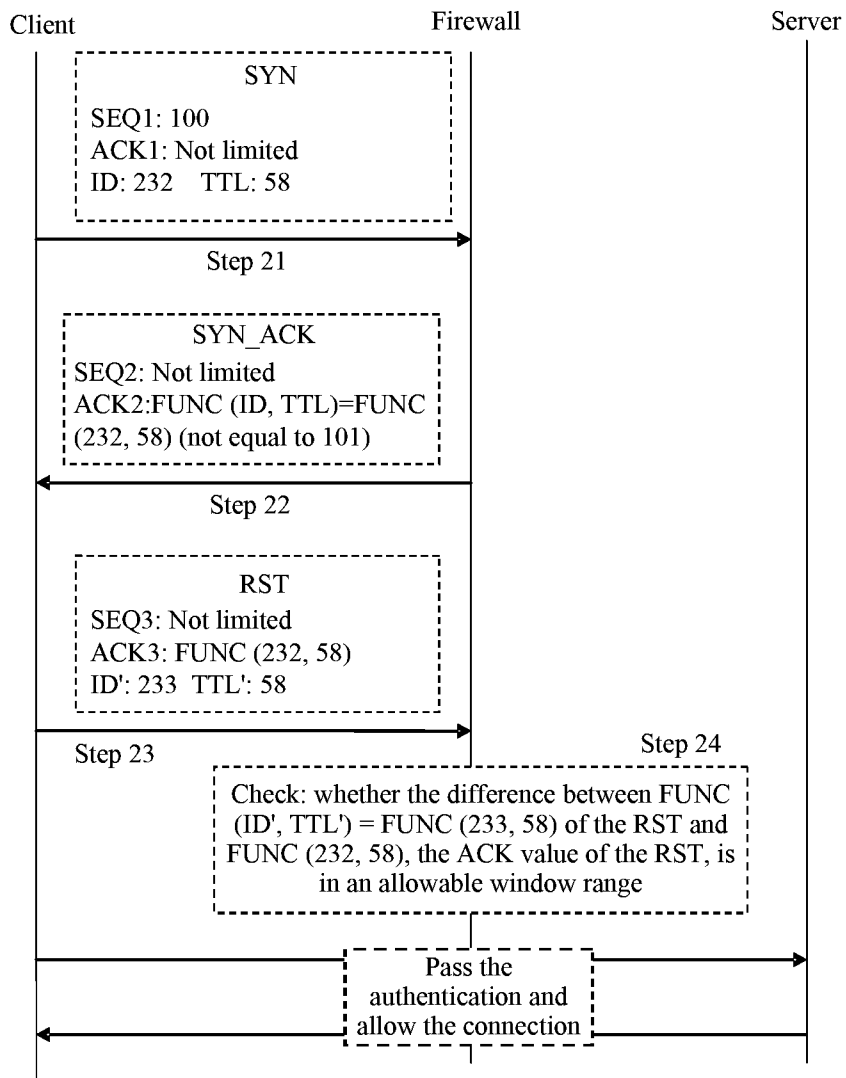 Client
Firewall
Server
SYN
SEQ1: 100
ACK1: Not limited
ID: 232 TTL: 58
Step 21
SYN_ACK
SEQ2: Not limited
ACK2:FUNC (ID, TTL)=FUNC
(232, 58) (not equal to 101)
Step 22
RST
SEQ3: Not limited
ACK3: FUNC (232, 58)
ID': 233 TTL': 58
Step 23
Step 24
Check: whether the difference between FUNC
(ID', TTL') = FUNC (233, 58) of the RST and
FUNC (232, 58), the ACK value of the RST, is
in an allowable window range
Pass the
authentication and
allow the connection